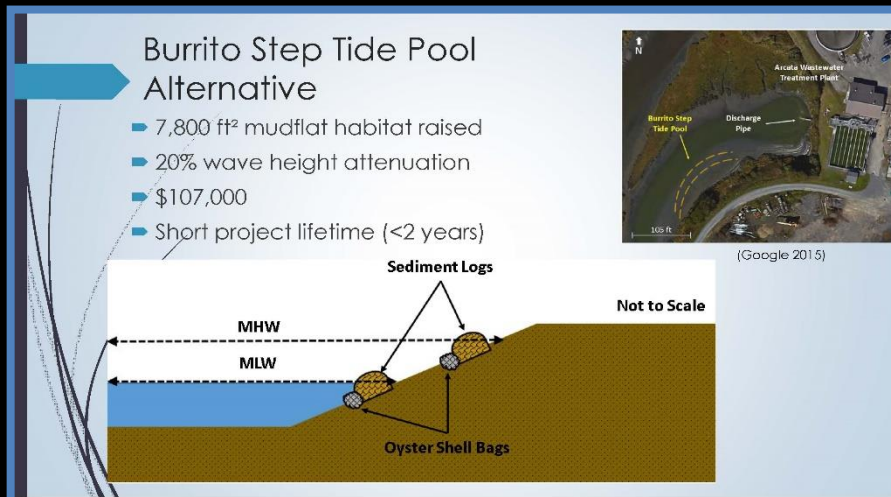 Burrito Step Tide Pool
Alternative
7,800 ft² mudflat habitat raised
20% wave height attenuation
$107,000
Short project lifetime (<2 years)
N
Arcata Wastewater
Treatment Plant
Burrito Step
Tide Pool
Discharge
Pipe
105 ft
(Google 2015)
Sediment Logs
Not to Scale
MHW
MLW
Oyster Shell Bags